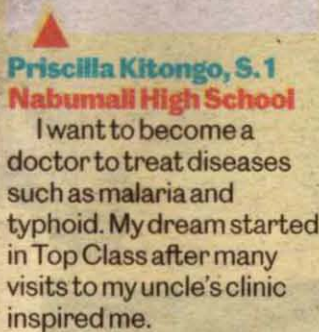 Priscilla Kitongo, S.1
Nabumali High School
I want to become a
doctor to treat diseases
such as malaria and
typhoid. My dream started
in Top Class after many
visits to my uncle's clinic
inspired me.